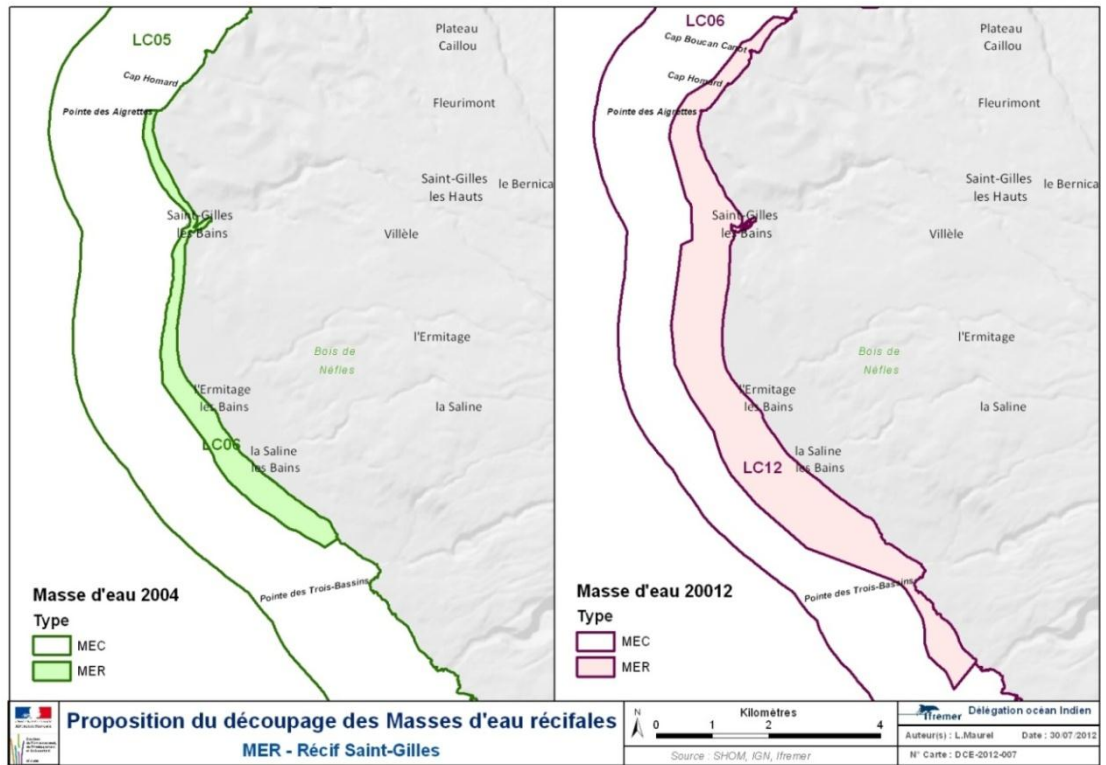 LC05
Plateau
Caillou
Cap Homard
Pointe des Aigrettes
Fleurimont
Saint-Gilles
les Hauts
le Bernica
Saint-Gilles
les Bains
Villèle
l'Ermitage
Bois de
Néfles
l'Ermitage
les Bains
la Saline
LC06
la Saline
les Bains
Pointe des Trois-Bassins
Masse d'eau 2004
Type
MEC
MER
LC06
Cap Boucan Canot
Plateau
Caillou
Cap Homard
Pointe des Aigrettes
Fleurimont
Saint-Gilles
les Hauts
le Bernica
Saint-Gilles
les Bains
Villèle
l'Ermitage
Bois de
Néfles
l'Ermitage
les Bains
la Saline
LC12
la Saline
les Bains
Pointe des Trois-Bassins
Masse d'eau 20012
Type
MEC
MER
Proposition du découpage des Masses d'eau récifales
MER - Récif Saint-Gilles
N
Kilomètres
0 1 2 4
Source : SHOM, IGN, Ifremer
Ifremer Délégation océan Indien
Auteur(s) : L.Maurel Date : 30/07/2012
N° Carte : DCE-2012-007